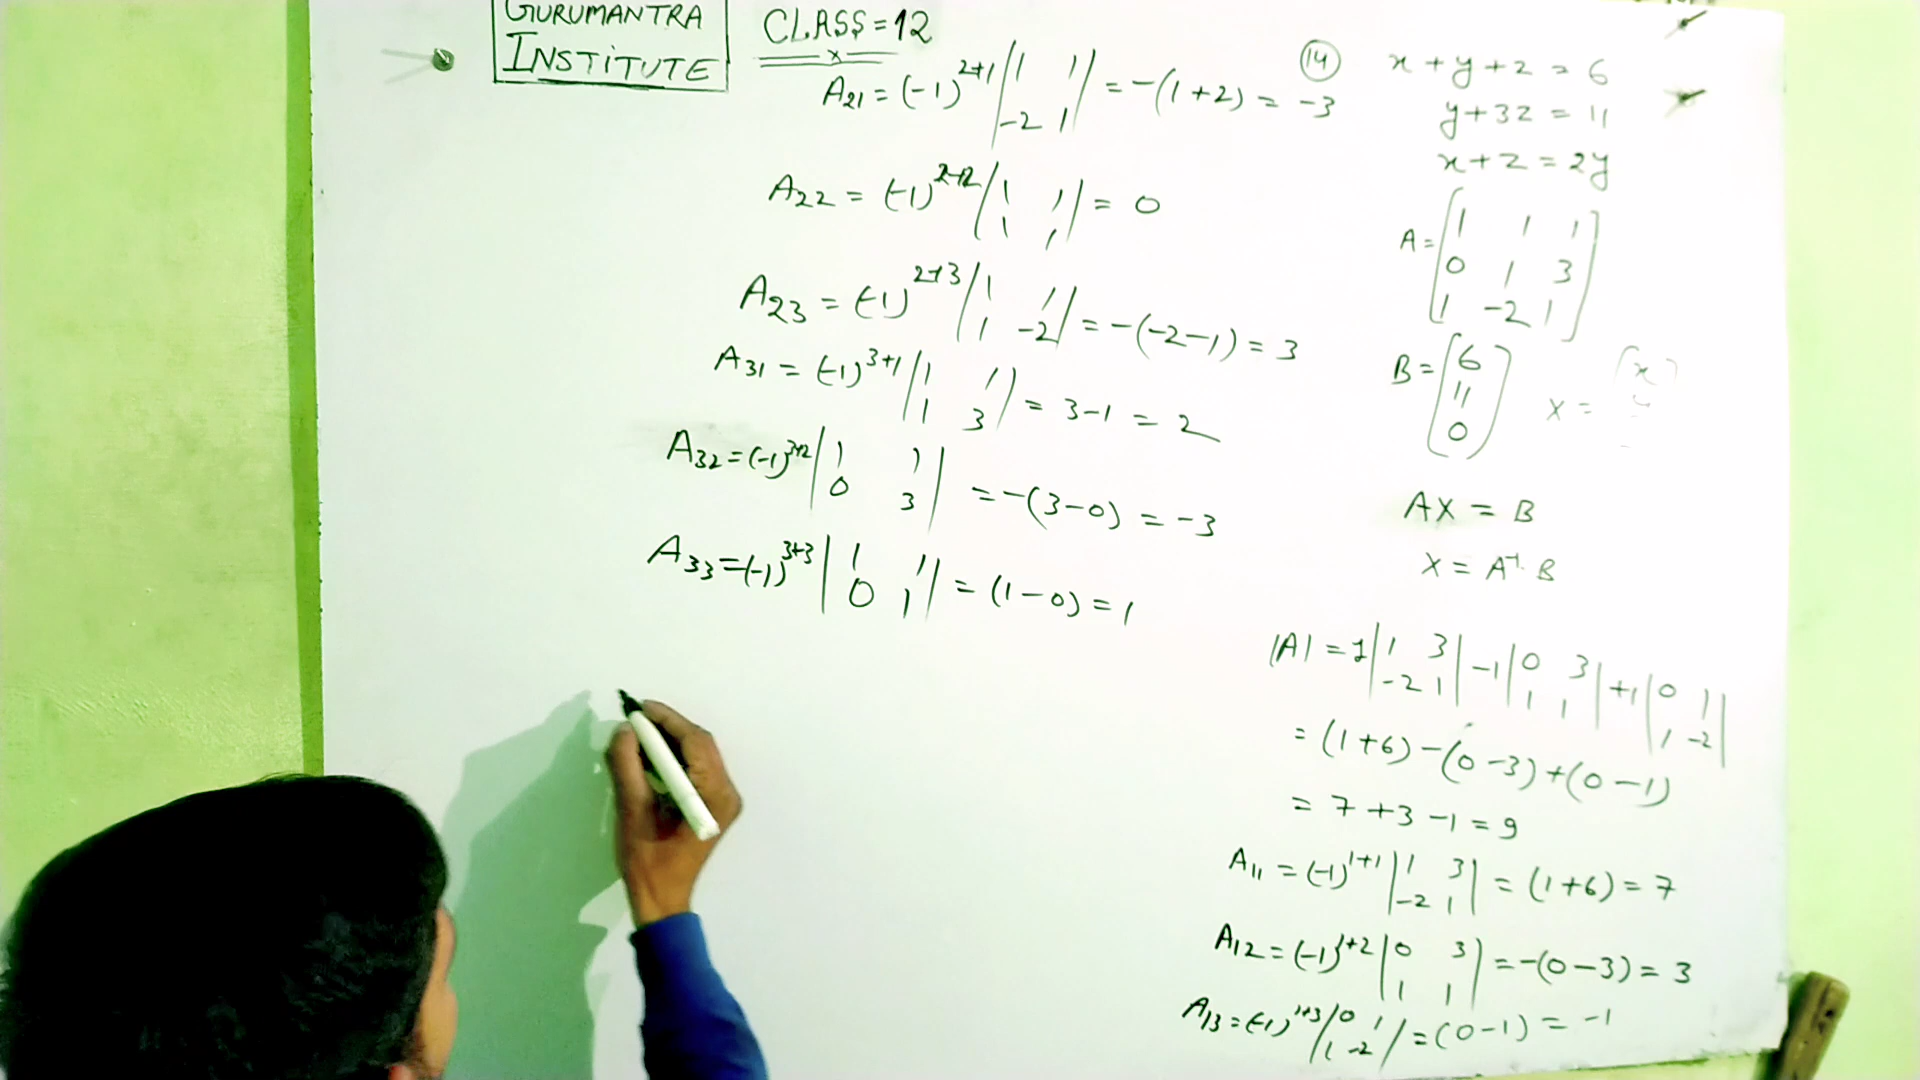 GURUMANTRA
INSTITUTE
CLASS = 12
A21 = (-1)^2+1 | 1 1 |
| -2 1 | = -(1+2) = -3
A22 = (-1)^2+2 | 1 1 |
| 1 1 | = 0
A23 = (-1)^2+3 | 1 1 |
| 1 -2 | = -(-2-1) = 3
A31 = (-1)^3+1 | 1 1 |
| 1 3 | = 3-1 = 2
A32 = (-1)^3+2 | 1 1 |
| 0 3 | = -(3-0) = -3
A33 = (-1)^3+3 | 1 1 |
| 0 1 | = (1-0) = 1
14 x+y+z = 6
y+3z = 11
x+z = 2y
A = [ 1 1 1
0 1 3
1 -2 1 ]
B = [ 6
11
0 ]
X = [ x
AX = B
X = A^-1. B
|A| = 1 | 1 3 | -1 | 0 3 | +1 | 0 1 |
| -2 1 | | 1 1 | | 1 -2 |
= (1+6) -(0-3) +(0-1)
= 7+3-1 = 9
A11 = (-1)^1+1 | 1 3 |
| -2 1 | = (1+6) = 7
A12 = (-1)^1+2 | 0 3 |
| 1 1 | = -(0-3) = 3
A13 = (-1)^1+3 | 0 1 |
| 1 -2 | = (0-1) = -1